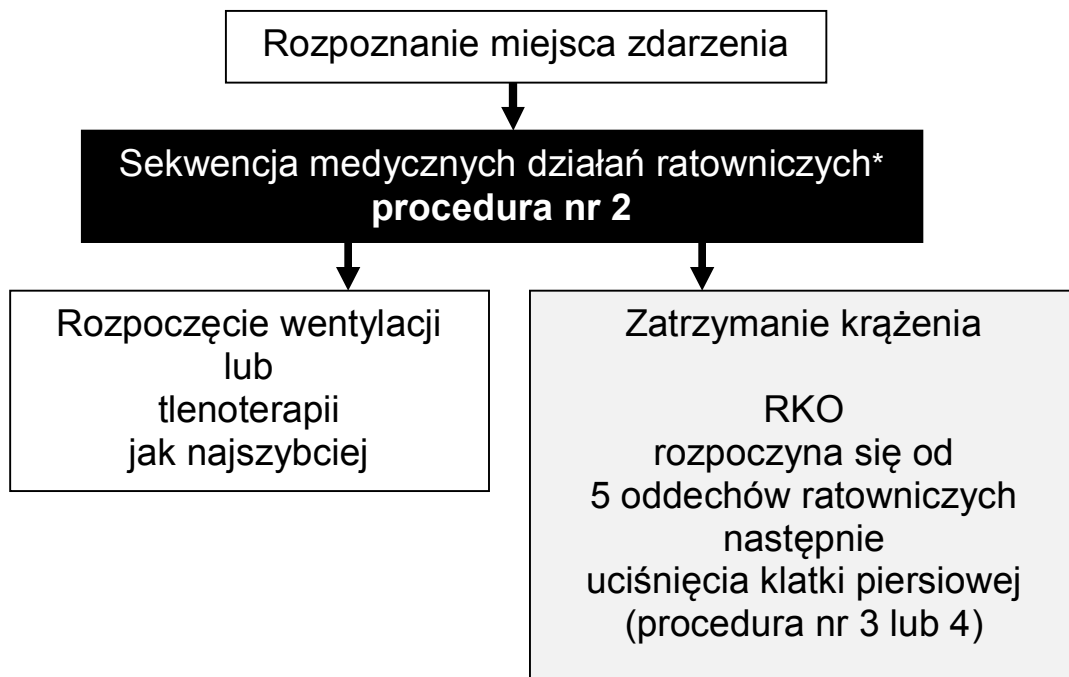 Rozpoznanie miejsca zdarzenia
Sekwencja medycznych działań ratowniczych*
procedura nr 2
Rozpoczęcie wentylacji
lub
tlenoterapii
jak najszybciej
Zatrzymanie krążenia
RKO
rozpoczyna się od
5 oddechów ratowniczych
następnie
uciśnięcia klatki piersiowej
(procedura nr 3 lub 4)